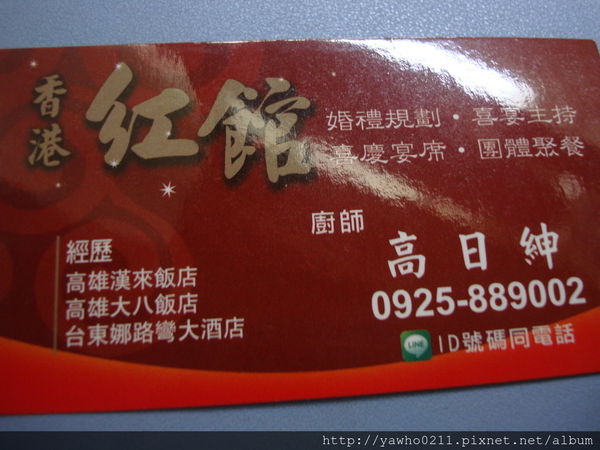 香港
红館
婚禮規劃・喜宴主持
喜慶宴席・團體聚餐
廚師
高日紳
0925-889002
LINE ID號碼同電話
經歷
高雄漢來飯店
高雄大八飯店
台東娜路彎大酒店
http://yawho0211.pixnet.net/album